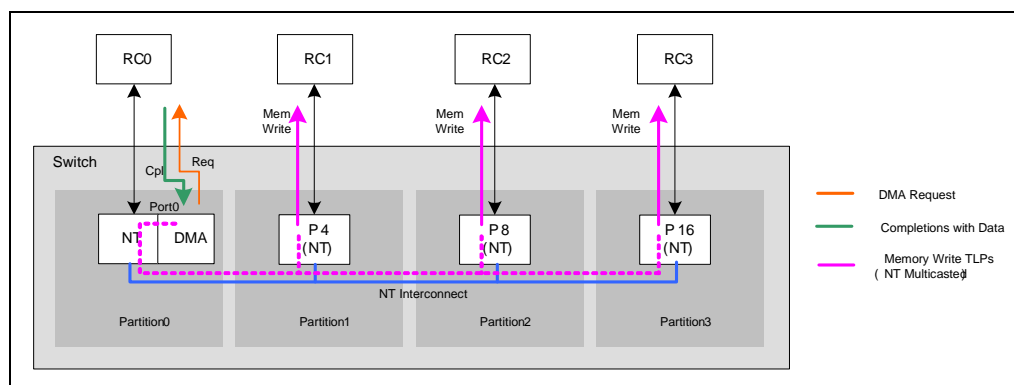 RC0
RC1
RC2
RC3
Mem
Write
Mem
Write
Mem
Write
Switch
Cpl
Req
Port0
NT
DMA
P 4
(NT)
P 8
(NT)
P 16
(NT)
NT Interconnect
Partition0
Partition1
Partition2
Partition3
DMA Request
Completions with Data
Memory Write TLPs
( NT Multicasted)